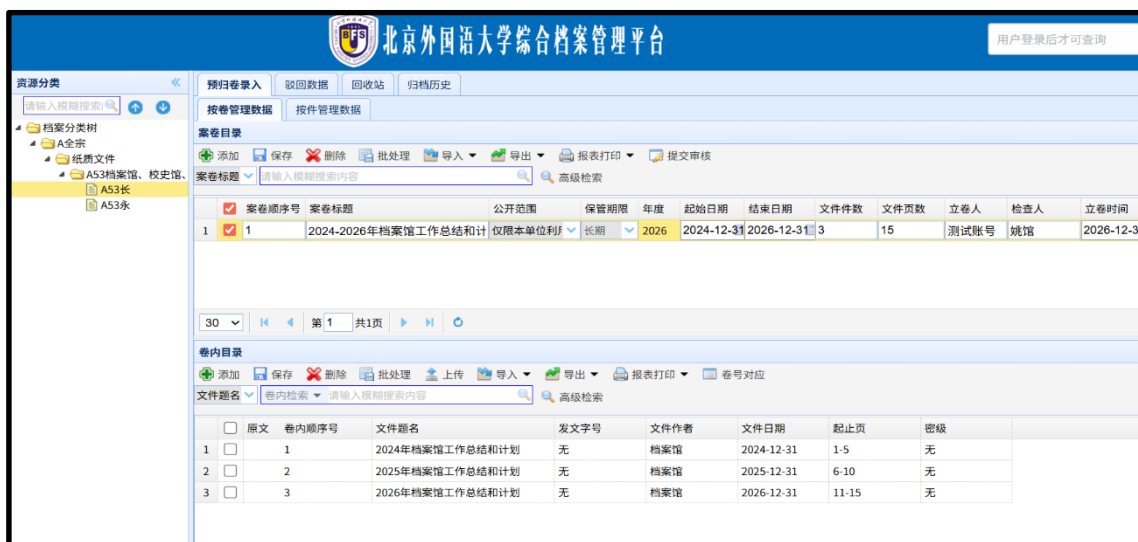 BFS
北京外国语大学综合档案管理平台
用户登录后才可查询
资源分类
请输入模糊搜索
档案分类树
A全宗
纸质文件
A53档案馆、校史馆、
A53长
A53永
预归卷录入 驳回数据 回收站 归档历史
按卷管理数据 按件管理数据
案卷目录
添加 保存 删除 批处理 导入 导出 报表打印 提交审核
案卷标题 请输入模糊搜索内容 高级检索
案卷顺序号 案卷标题 公开范围 保管期限 年度 起始日期 结束日期 文件件数 文件页数 立卷人 检查人 立卷时间
1 1 2024-2026年档案馆工作总结和计 仅限本单位利用 长期 2026 2024-12-31 2026-12-31 3 15 测试账号 姚馆 2026-12-3
30 第 1 共1页
卷内目录
添加 保存 删除 批处理 上传 导入 导出 报表打印 卷号对应
文件题名 卷内检索 请输入模糊搜索内容 高级检索
原文 卷内顺序号 文件题名 发文字号 文件作者 文件日期 起止页 密级
1 1 2024年档案馆工作总结和计划 无 档案馆 2024-12-31 1-5 无
2 2 2025年档案馆工作总结和计划 无 档案馆 2025-12-31 6-10 无
3 3 2026年档案馆工作总结和计划 无 档案馆 2026-12-31 11-15 无